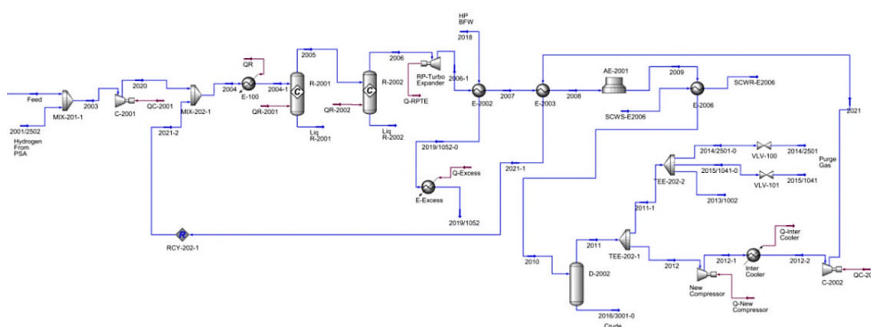 HP
BFW
2018
QR
2005
2006
2020
R-2001
R-2002
RP-Turbo
Expander
AE-2001
2009
Feed
2003
2004
2004-1
E-100
2006-1
2007
2008
SCWR-E2006
MIX-201-1
C-2001
QC-2001
MIX-202-1
QR-2001
QR-2002
Q-RPTE
E-2002
E-2003
E-2006
2001/2502
2021-2
SCWS-E2006
2021
Hydrogen
From
PSA
Liq
R-2001
Liq
R-2002
2019/1052-0
2014/2501-0
2014/2501
VLV-100
Purge
Gas
Q-Excess
2021-1
2015/1041-0
2015/1041
TEE-202-2
VLV-101
E-Excess
2013/1002
2019/1052
2011-1
RCY-202-1
Q-Inter
Cooler
2010
2011
TEE-202-1
2012
2012-1
2012-2
D-2002
New
Compressor
Inter
Cooler
C-2002
QC-20
Q-New
Compressor
2016/3001-0
Crude